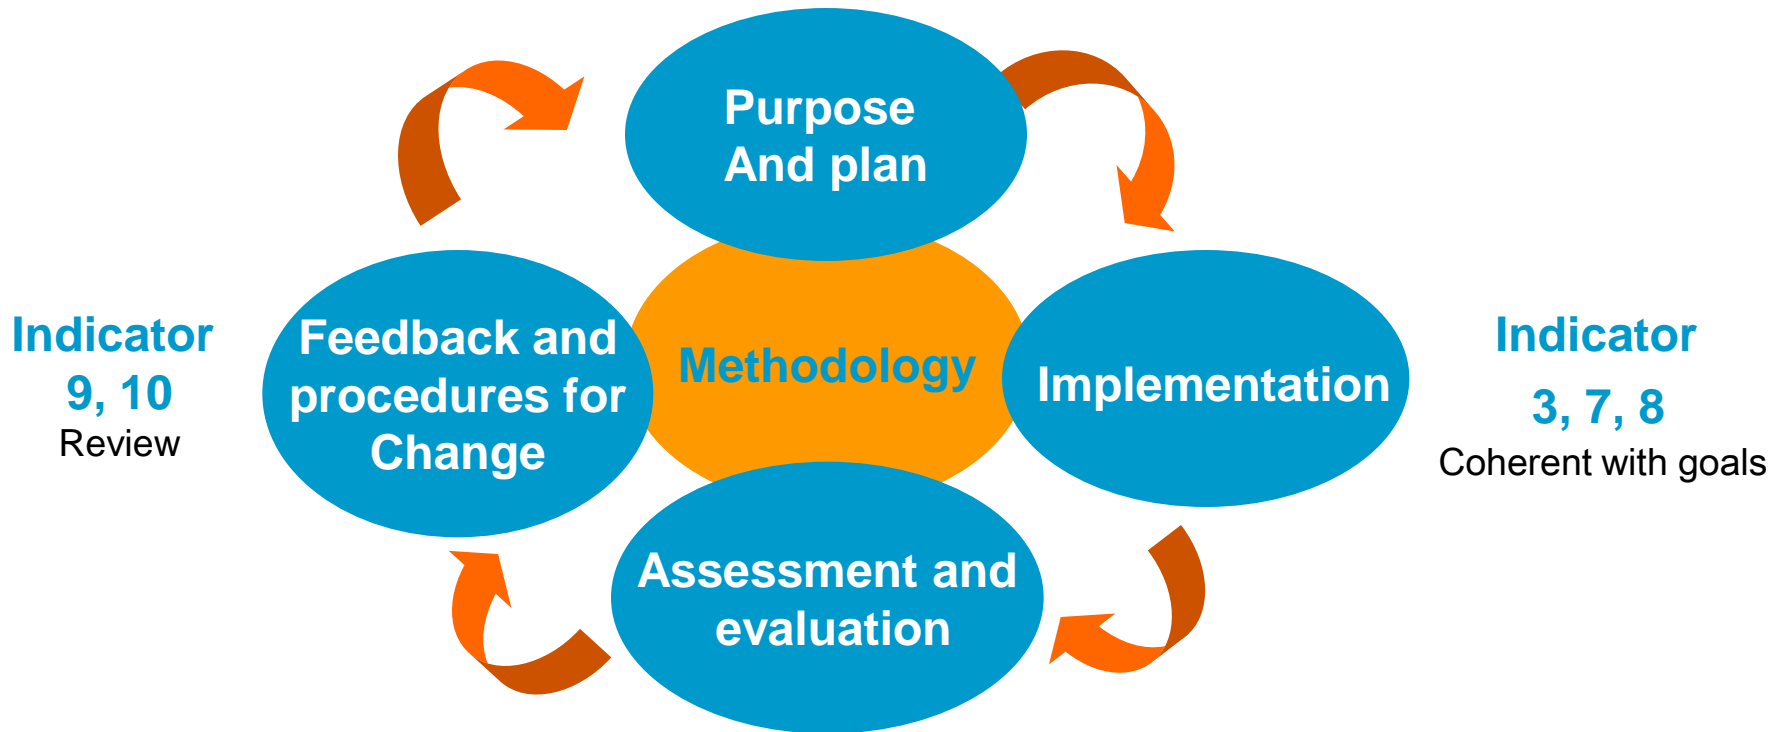 Purpose
And plan
Indicator
9, 10
Review
Feedback and
procedures for
Change
Methodology
Implementation
Indicator
3, 7, 8
Coherent with goals
Assessment and
evaluation